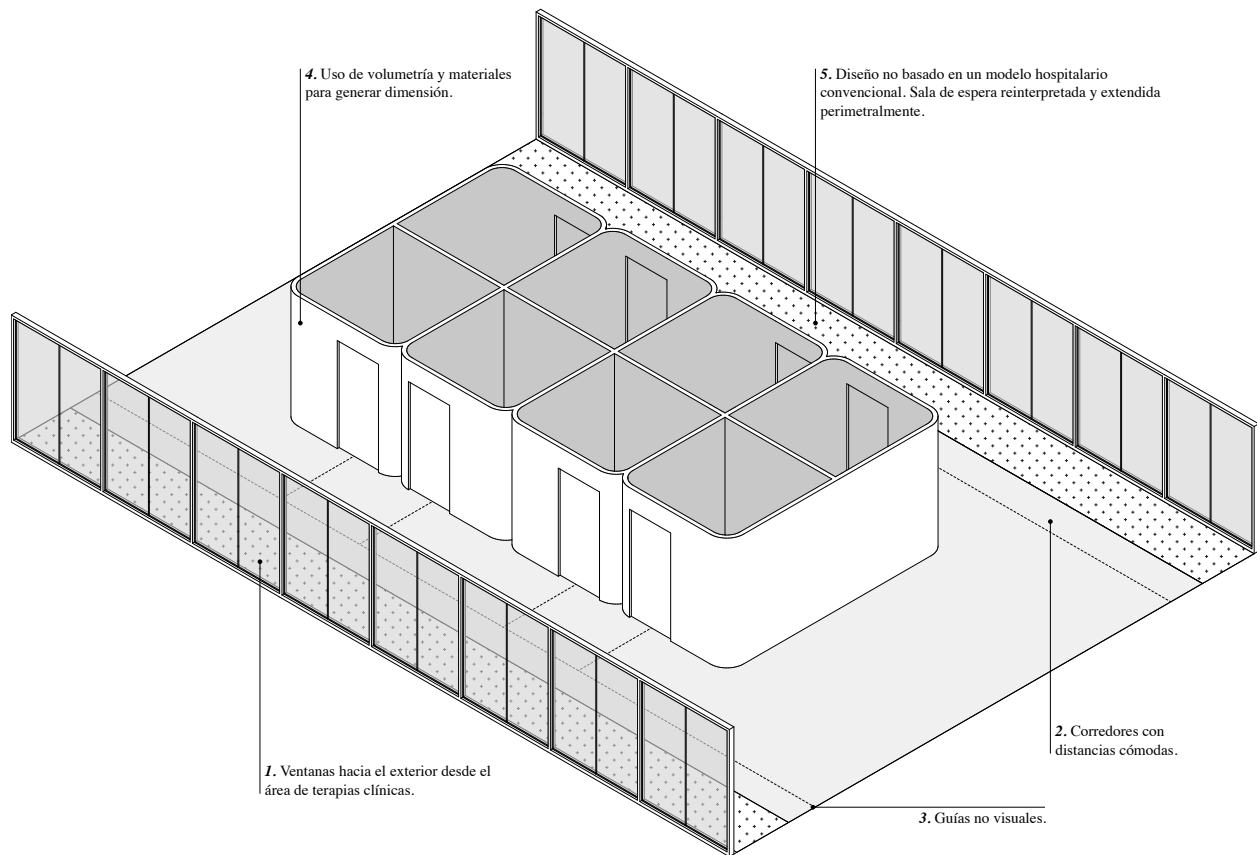 4. Uso de volumetría y materiales
para generar dimensión.
5. Diseño no basado en un modelo hospitalario
convencional. Sala de espera reinterpretada y extendida
perimetralmente.
2. Corredores con
distancias cómodas.
1. Ventanas hacia el exterior desde el
área de terapias clínicas.
3. Guías no visuales.